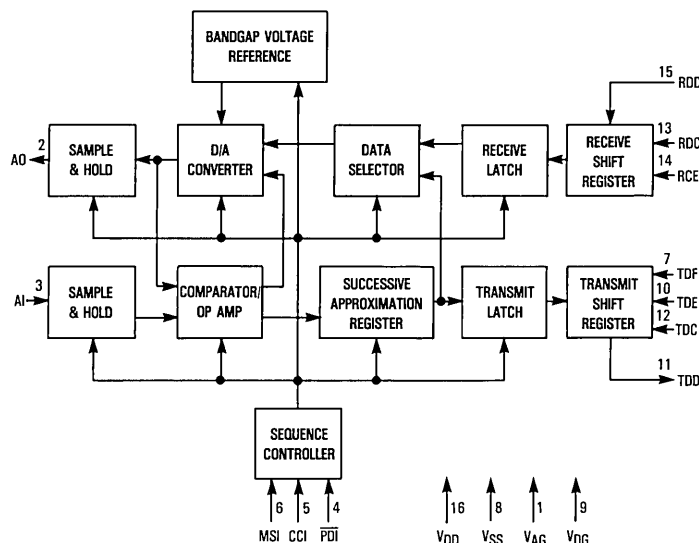 BANDGAP VOLTAGE
REFERENCE
15
RDD
2
AO
SAMPLE
& HOLD
D/A
CONVERTER
DATA
SELECTOR
RECEIVE
LATCH
RECEIVE
SHIFT
REGISTER
13
RDC
14
RCE
3
AI
SAMPLE
& HOLD
COMPARATOR/
OP AMP
SUCCESSIVE
APPROXIMATION
REGISTER
TRANSMIT
LATCH
TRANSMIT
SHIFT
REGISTER
7
TDF
10
TDE
12
TDC
11
TDD
SEQUENCE
CONTROLLER
6
5
4
MSI
CCI
PDI
16
8
1
9
VDD
VSS
VAG
VDG